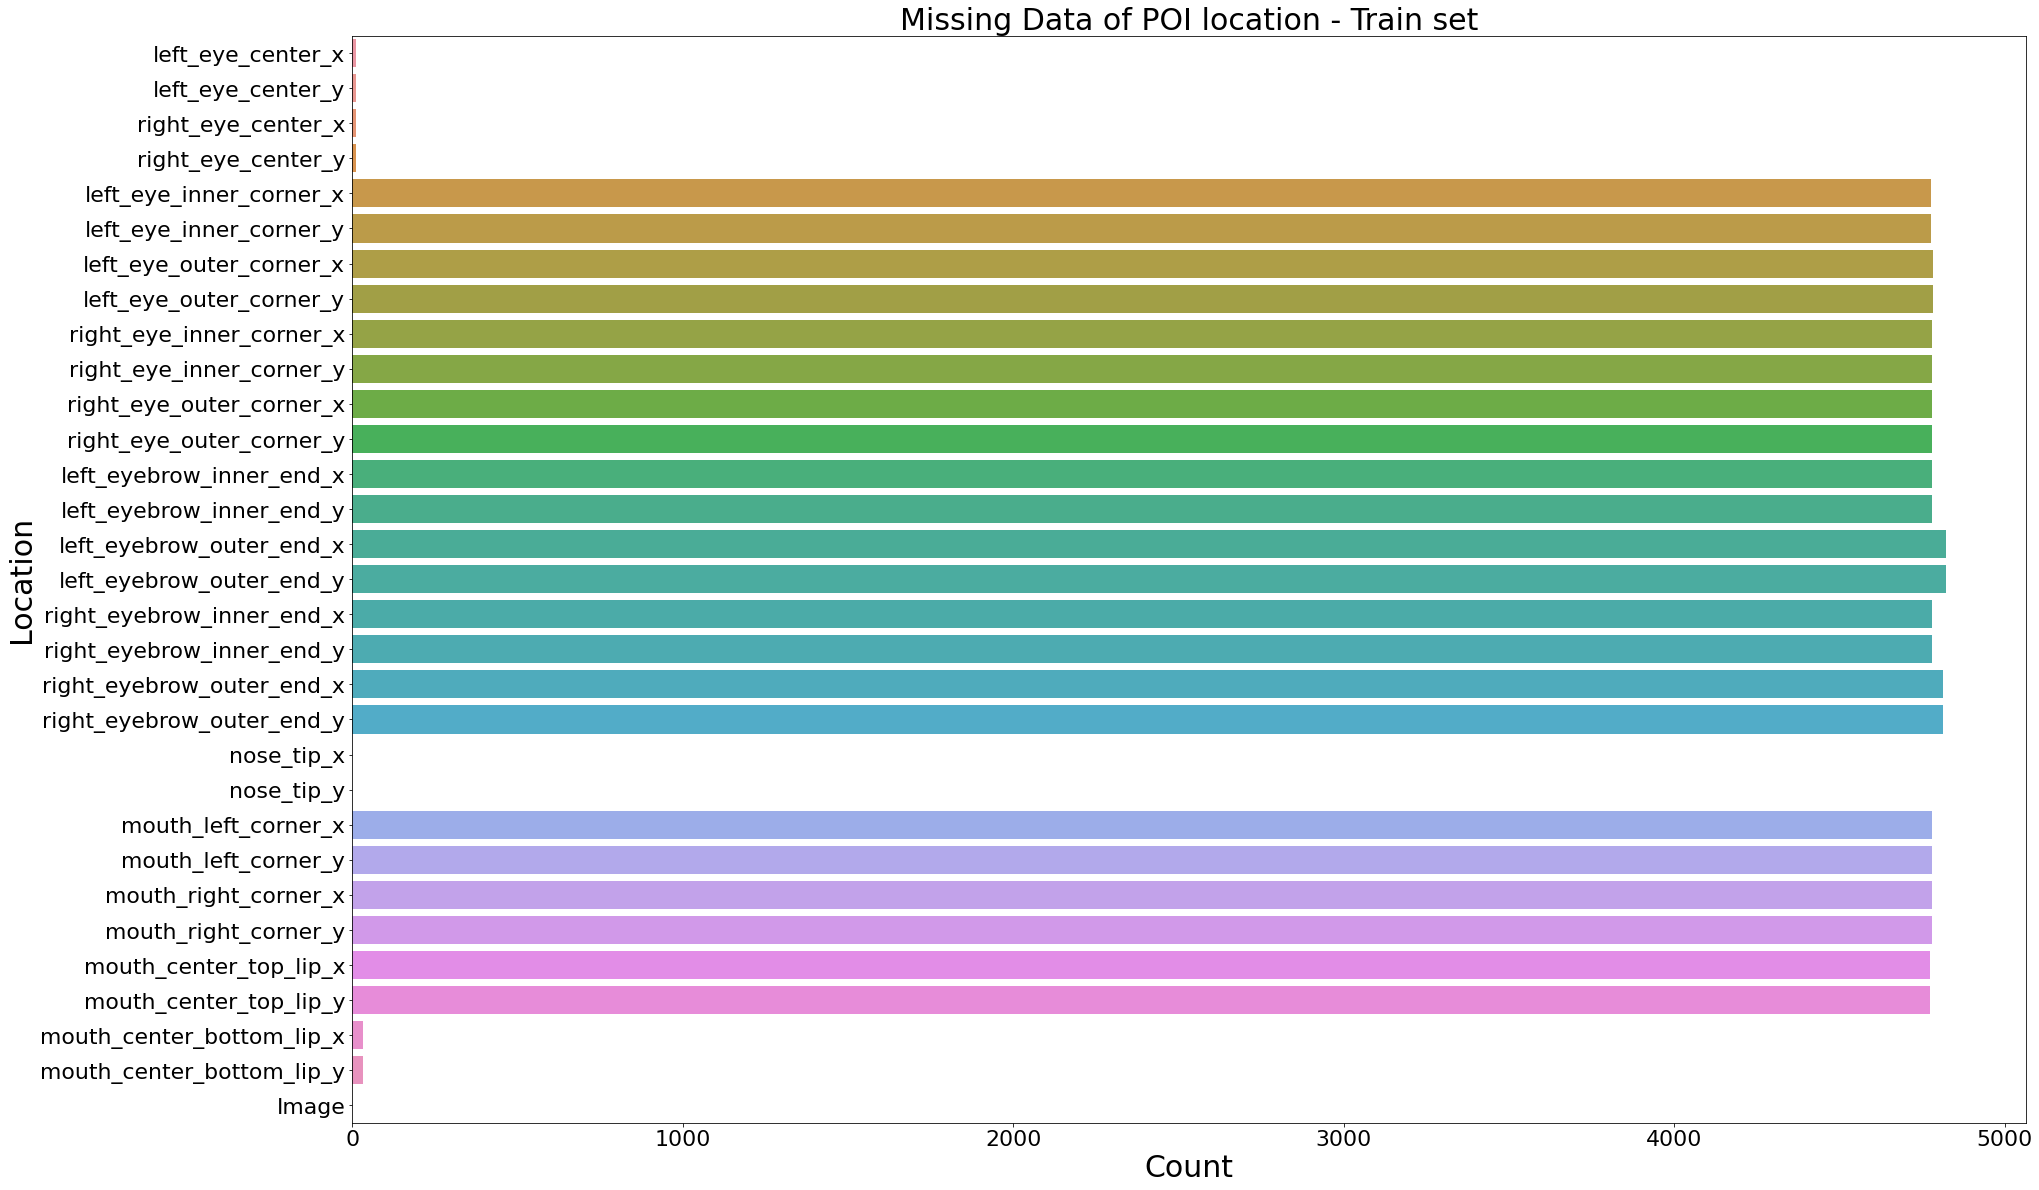 Missing Data of POI location - Train set
Location
left_eye_center_x
left_eye_center_y
right_eye_center_x
right_eye_center_y
left_eye_inner_corner_x
left_eye_inner_corner_y
left_eye_outer_corner_x
left_eye_outer_corner_y
right_eye_inner_corner_x
right_eye_inner_corner_y
right_eye_outer_corner_x
right_eye_outer_corner_y
left_eyebrow_inner_end_x
left_eyebrow_inner_end_y
left_eyebrow_outer_end_x
left_eyebrow_outer_end_y
right_eyebrow_inner_end_x
right_eyebrow_inner_end_y
right_eyebrow_outer_end_x
right_eyebrow_outer_end_y
nose_tip_x
nose_tip_y
mouth_left_corner_x
mouth_left_corner_y
mouth_right_corner_x
mouth_right_corner_y
mouth_center_top_lip_x
mouth_center_top_lip_y
mouth_center_bottom_lip_x
mouth_center_bottom_lip_y
Image
0 1000 2000 3000 4000 5000
Count